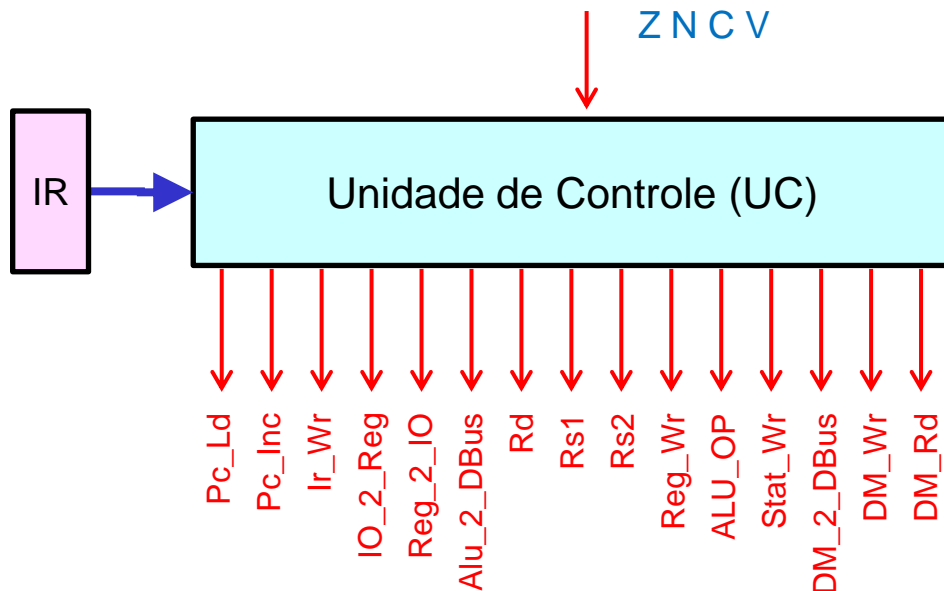 Z N C V
IR
Unidade de Controle (UC)
Pc_Ld
Pc_Inc
Ir_Wr
IO_2_Reg
Reg_2_IO
Alu_2_DBus
Rd
Rs1
Rs2
Reg_Wr
ALU_OP
Stat_Wr
DM_2_DBus
DM_Wr
DM_Rd